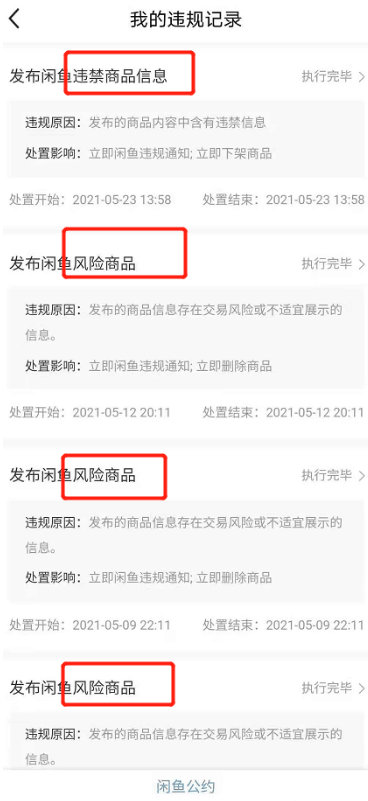 我的违规记录
发布闲鱼违禁商品信息 执行完毕
违规原因：发布的商品内容中含有违禁信息
处置影响：立即闲鱼违规通知; 立即下架商品
处置开始：2021-05-23 13:58 处置结束：2021-05-23 13:58
发布闲鱼风险商品 执行完毕
违规原因：发布的商品信息存在交易风险或不适宜展示的
信息。
处置影响：立即闲鱼违规通知; 立即删除商品
处置开始：2021-05-12 20:11 处置结束：2021-05-12 20:11
发布闲鱼风险商品 执行完毕
违规原因：发布的商品信息存在交易风险或不适宜展示的
信息。
处置影响：立即闲鱼违规通知; 立即删除商品
处置开始：2021-05-09 22:11 处置结束：2021-05-09 22:11
发布闲鱼风险商品 执行完毕
违规原因：发布的商品信息存在交易风险或不适宜展示的
信息。
闲鱼公约